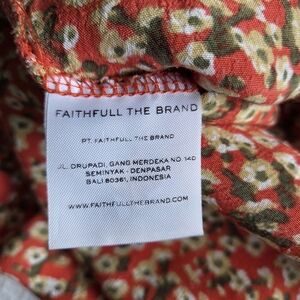 FAITHFULL THE BRAND
PT. FAITHFULL THE BRAND
JL. DRUPADI, GANG MERDEKA NO. 14D
SEMINYAK - DENPASAR
BALI 80361, INDONESIA
WWW.FAITHFULLTHEBRAND.COM